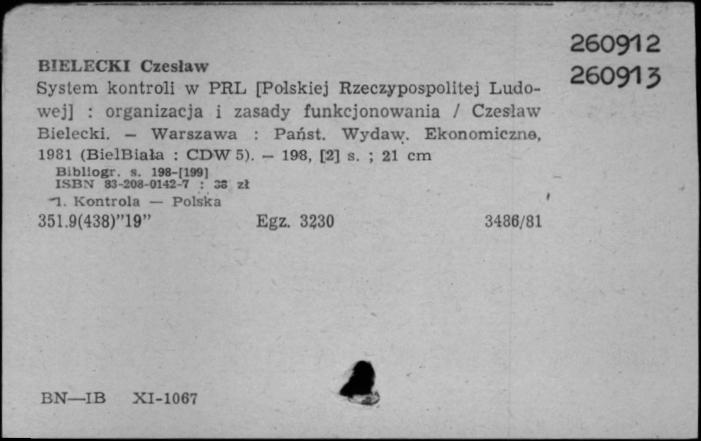 260912
260913
BIELECKI Czesław
System kontroli w PRL [Polskiej Rzeczypospolitej Ludo-
wej] : organizacja i zasady funkcjonowania / Czesław
Bielecki. — Warszawa : Państ. Wydaw. Ekonomiczne,
1981 (BielBiała : CDW 5). — 198, [2] s. ; 21 cm
Bibliogr. s. 198-[199]
ISBN 83-208-0142-7 : 38 zł
1. Kontrola — Polska
351.9(438)”19” Egz. 3230 3486/81
BN—IB XI-1067